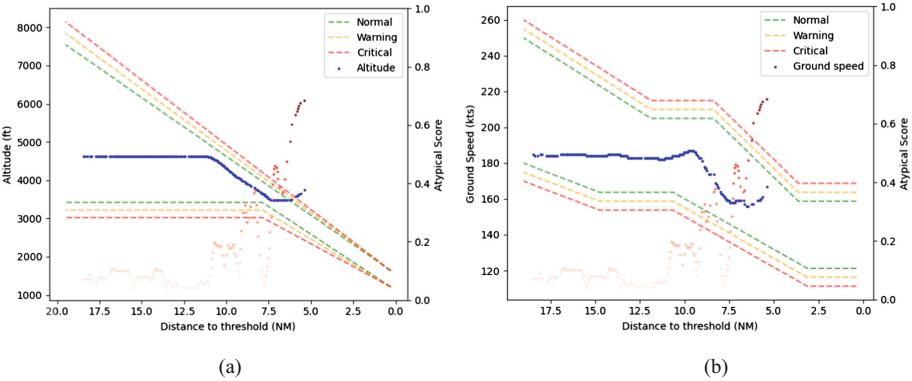 8000
7000
6000
5000
4000
3000
2000
1000
Altitude (ft)
Normal
Warning
Critical
Altitude
1.0
0.8
0.6
0.4
0.2
0.0
Atypical Score
20.0 17.5 15.0 12.5 10.0 7.5 5.0 2.5 0.0
Distance to threshold (NM)
(a)
260
240
220
200
180
160
140
120
Ground Speed (kts)
Normal
Warning
Critical
Ground speed
1.0
0.8
0.6
0.4
0.2
0.0
Atypical Score
17.5 15.0 12.5 10.0 7.5 5.0 2.5 0.0
Distance to threshold (NM)
(b)